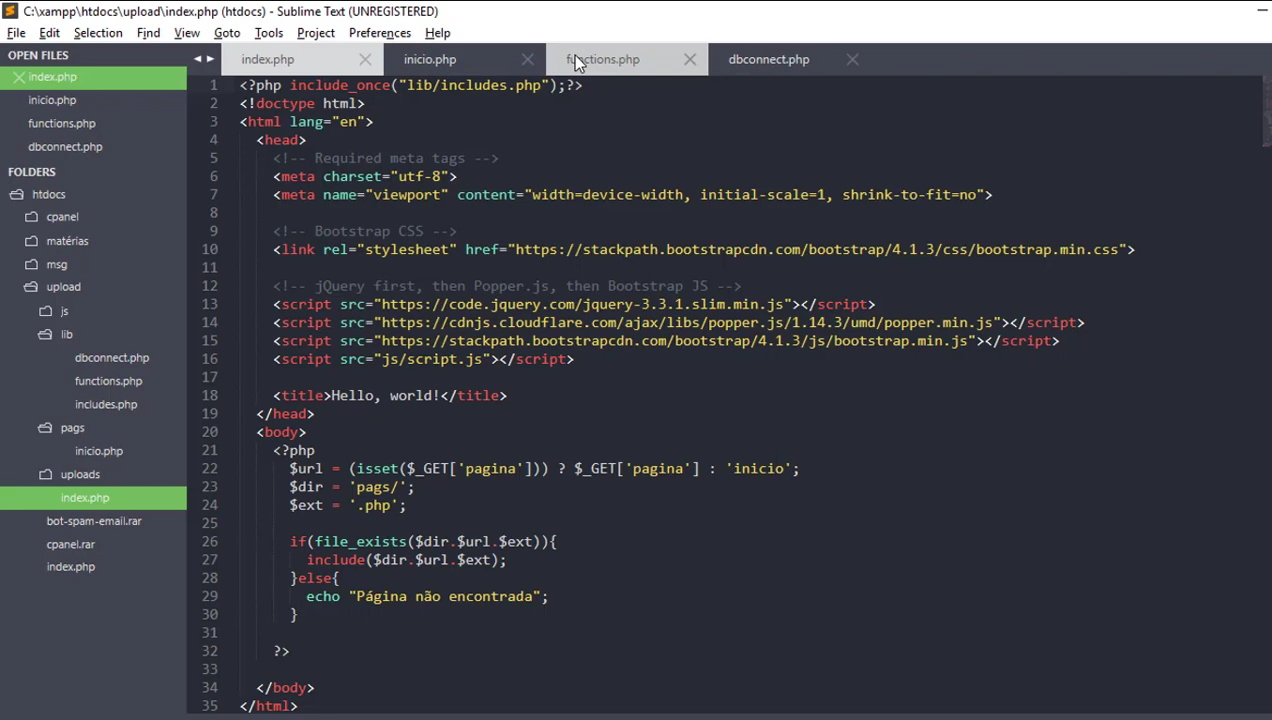 C:\xampp\htdocs\upload\index.php (htdocs) - Sublime Text (UNREGISTERED)
File Edit Selection Find View Goto Tools Project Preferences Help
OPEN FILES
index.php
inicio.php
functions.php
dbconnect.php
FOLDERS
htdocs
cpanel
matérias
msg
upload
js
lib
dbconnect.php
functions.php
includes.php
pags
inicio.php
uploads
index.php
bot-spam-email.rar
cpanel.rar
index.php
index.php inicio.php functions.php dbconnect.php
1 <?php include_once("lib/includes.php");?>
2 <!doctype html>
3 <html lang="en">
4 <head>
5 <!-- Required meta tags -->
6 <meta charset="utf-8">
7 <meta name="viewport" content="width=device-width, initial-scale=1, shrink-to-fit=no">
8
9 <!-- Bootstrap CSS -->
10 <link rel="stylesheet" href="https://stackpath.bootstrapcdn.com/bootstrap/4.1.3/css/bootstrap.min.css">
11
12 <!-- jQuery first, then Popper.js, then Bootstrap JS -->
13 <script src="https://code.jquery.com/jquery-3.3.1.slim.min.js"></script>
14 <script src="https://cdnjs.cloudflare.com/ajax/libs/popper.js/1.14.3/umd/popper.min.js"></script>
15 <script src="https://stackpath.bootstrapcdn.com/bootstrap/4.1.3/js/bootstrap.min.js"></script>
16 <script src="js/script.js"></script>
17
18 <title>Hello, world!</title>
19 </head>
20 <body>
21 <?php
22 $url = (isset($_GET['pagina'])) ? $_GET['pagina'] : 'inicio';
23 $dir = 'pags/';
24 $ext = '.php';
25
26 if(file_exists($dir.$url.$ext)){
27 include($dir.$url.$ext);
28 }else{
29 echo "Página não encontrada";
30 }
31
32 ?>
33
34 </body>
35 </html>